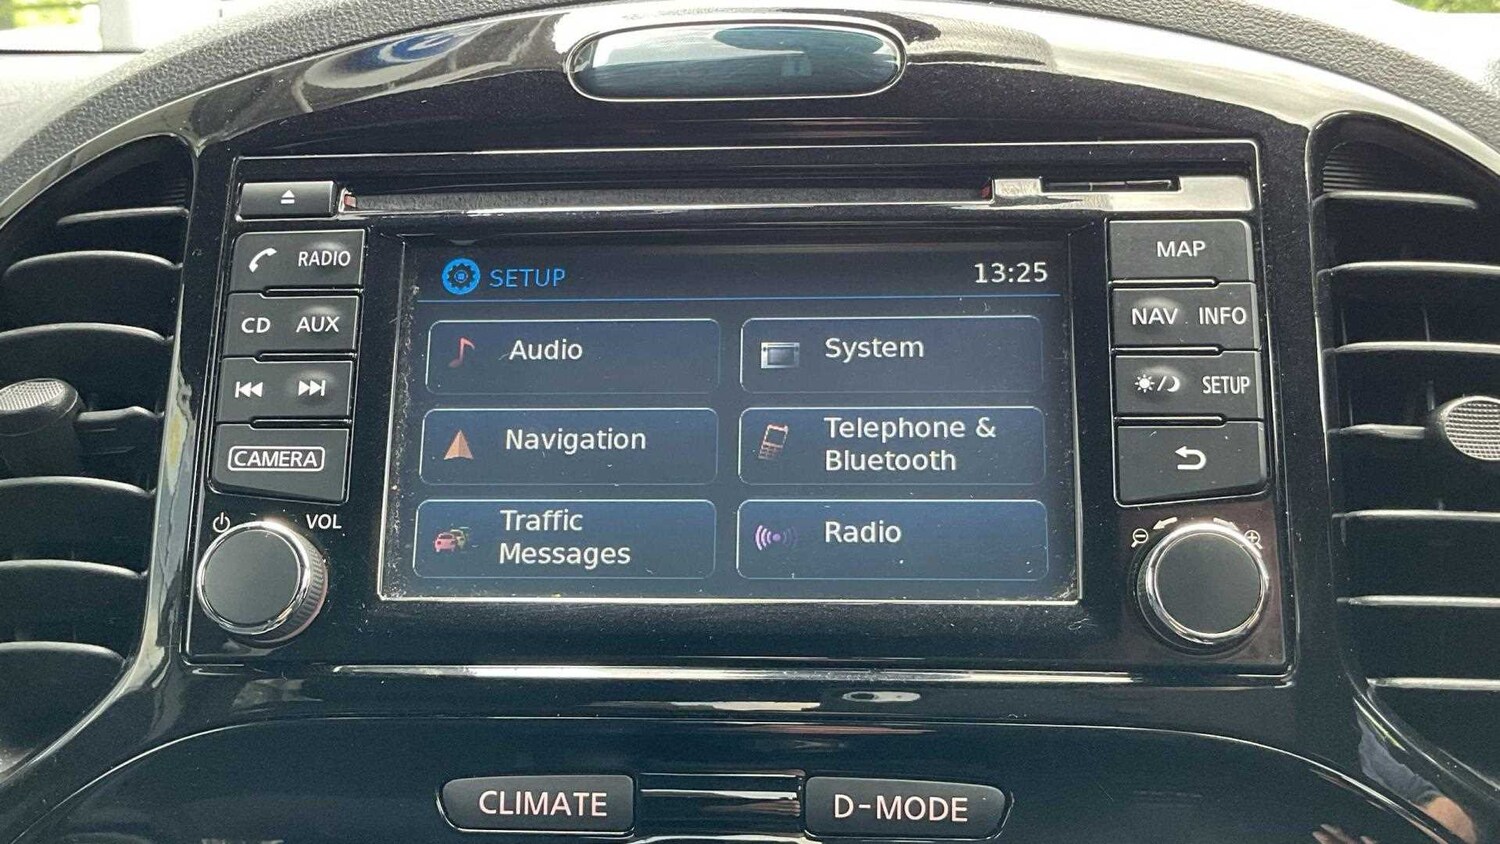 RADIO
CD AUX
CAMERA
VOL
SETUP 13:25
Audio
System
Navigation
Telephone &
Bluetooth
Traffic
Messages
Radio
MAP
NAV INFO
SETUP
CLIMATE
D-MODE